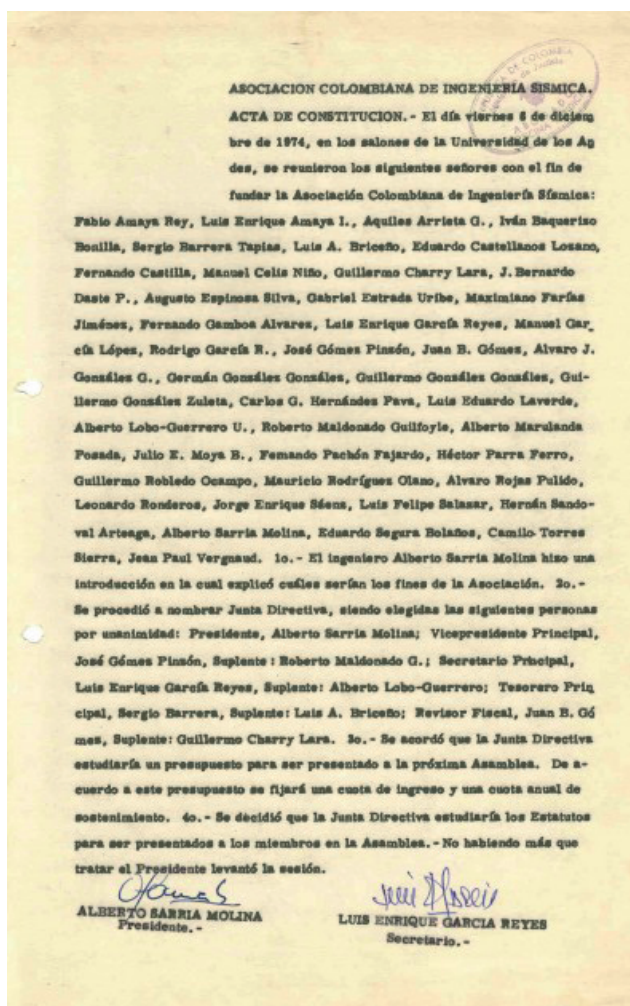 ASOCIACION COLOMBIANA DE INGENIERÍA SISMICA.
ACTA DE CONSTITUCION.- El día viernes 6 de diciem
bre de 1974, en los salones de la Universidad de los An
des, se reunieron los siguientes señores con el fin de
fundar la Asociación Colombiana de Ingeniería Sísmica:
Fabio Amaya Rey, Luis Enrique Amaya I., Aquiles Arrieta G., Iván Baquerizo
Bonilla, Sergio Barrera Tapias, Luis A. Briceño, Eduardo Castellanos Lozano,
Fernando Castilla, Manuel Celis Niño, Guillermo Charry Lara, J. Bernardo
Daste P., Augusto Espinosa Silva, Gabriel Estrada Uribe, Maximiano Farías
Jiménez, Fernando Gamboa Alvarez, Luis Enrique García Reyes, Manuel Gar_
cía López, Rodrigo García R., José Gómez Pinzón, Juan B. Gómez, Alvaro J.
González G., Germán González González, Guillermo González González, Gui-
llermo González Zuleta, Carlos G. Hernández Pava, Luis Eduardo Laverde,
Alberto Lobo-Guerrero U., Roberto Maldonado Guilfoyle, Alberto Marulanda
Posada, Julio E. Moya B., Fernando Pachón Fajardo, Héctor Parra Ferro,
Guillermo Robledo Ocampo, Mauricio Rodríguez Olano, Alvaro Rojas Pulido,
Leonardo Ronderos, Jorge Enrique Sáenz, Luis Felipe Salazar, Hernán Sando-
val Arteaga, Alberto Sarria Molina, Eduardo Segura Bolaños, Camilo Torres
Sierra, Jean Paul Vergnaud. 1o.- El ingeniero Alberto Sarria Molina hizo una
introducción en la cual explicó cuáles serían los fines de la Asociación. 2o.-
Se procedió a nombrar Junta Directiva, siendo elegidas las siguientes personas
por unanimidad: Presidente, Alberto Sarria Molina; Vicepresidente Principal,
José Gómez Pinzón, Suplente: Roberto Maldonado G.; Secretario Principal,
Luis Enrique García Reyes, Suplente: Alberto Lobo-Guerrero; Tesorero Prin
cipal, Sergio Barrera, Suplente: Luis A. Briceño; Revisor Fiscal, Juan B. Gó
mez, Suplente: Guillermo Charry Lara. 3o.- Se acordó que la Junta Directiva
estudiaría un presupuesto para ser presentado a la próxima Asamblea. De a-
cuerdo a este presupuesto se fijará una cuota de ingreso y una cuota anual de
sostenimiento. 4o.- Se decidió que la Junta Directiva estudiaría los Estatutos
para ser presentados a los miembros en la Asamblea.- No habiendo más que
tratar el Presidente levantó la sesión.
ALBERTO SARRIA MOLINA
Presidente.-
LUIS ENRIQUE GARCIA REYES
Secretario.-